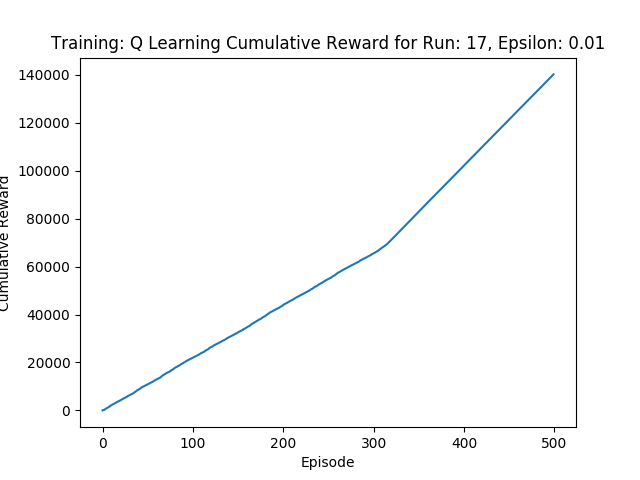 Training: Q Learning Cumulative Reward for Run: 17, Epsilon: 0.01
140000
120000
100000
80000
60000
40000
20000
0
Cumulative Reward
0 100 200 300 400 500
Episode